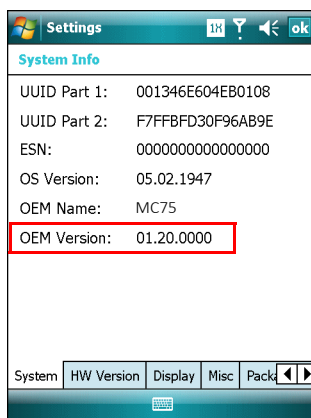 Settings 1X ok
System Info
UUID Part 1: 001346E604EB0108
UUID Part 2: F7FFBFD30F96AB9E
ESN: 0000000000000000
OS Version: 05.02.1947
OEM Name: MC75
OEM Version: 01.20.0000
System HW Version Display Misc Packa